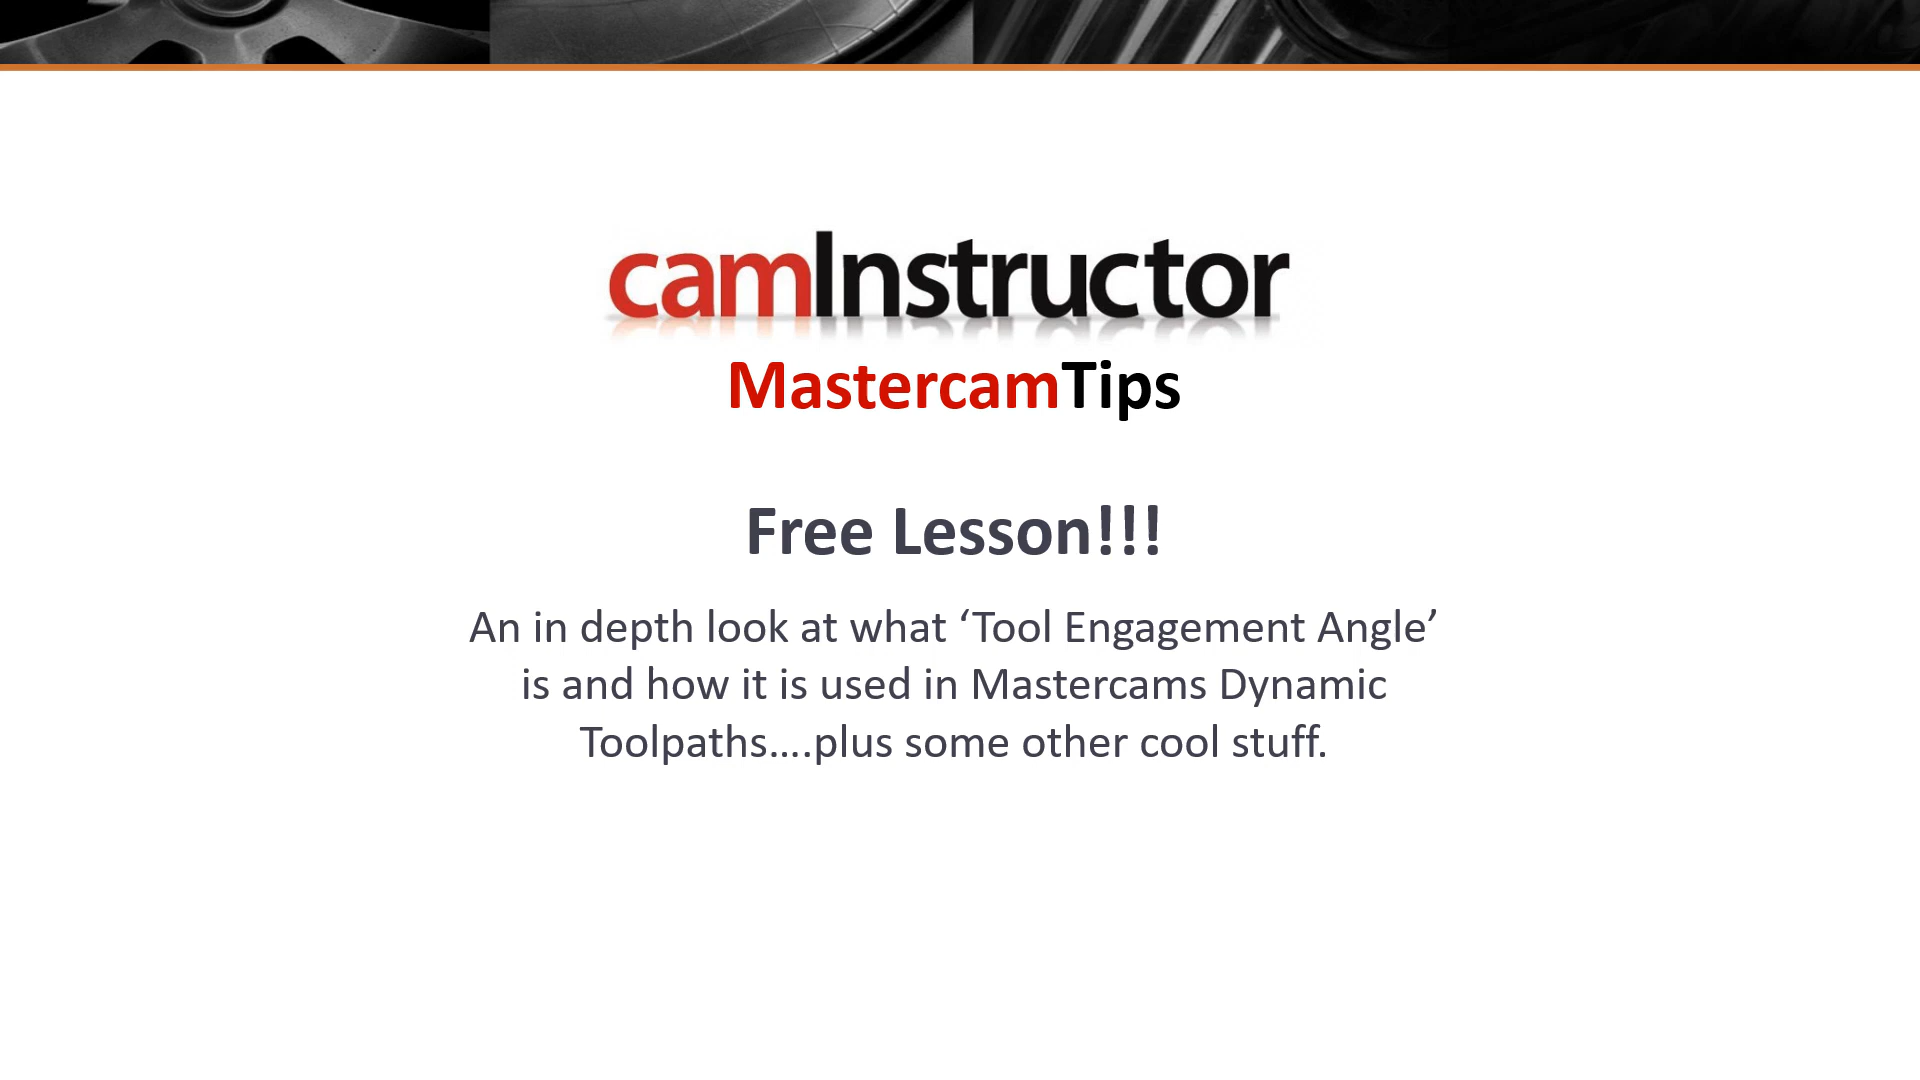 camInstructor
MastercamTips
Free Lesson!!!
An in depth look at what ‘Tool Engagement Angle’
is and how it is used in Mastercams Dynamic
Toolpaths....plus some other cool stuff.